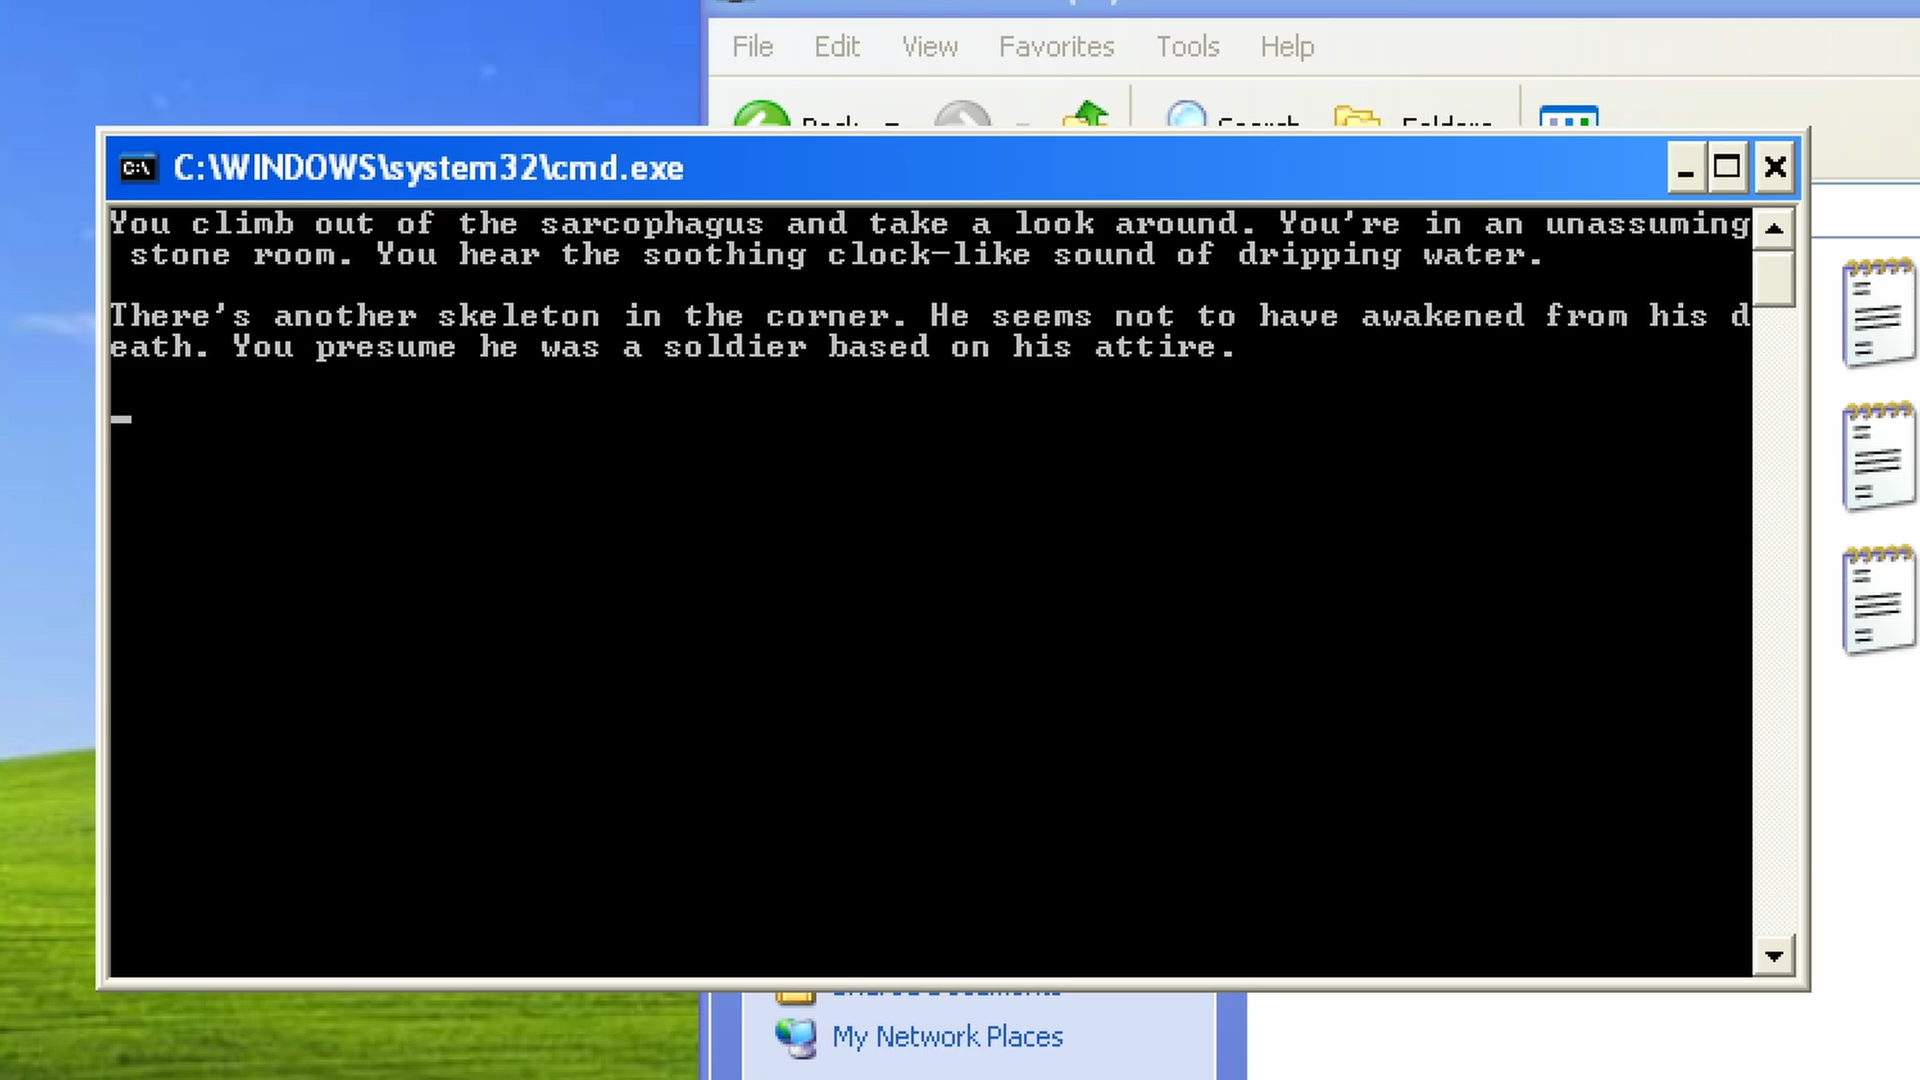 File Edit View Favorites Tools Help
Back Search Folders
C:\WINDOWS\system32\cmd.exe
You climb out of the sarcophagus and take a look around. You're in an unassuming
stone room. You hear the soothing clock-like sound of dripping water.
There's another skeleton in the corner. He seems not to have awakened from his d
eath. You presume he was a soldier based on his attire.
My Network Places